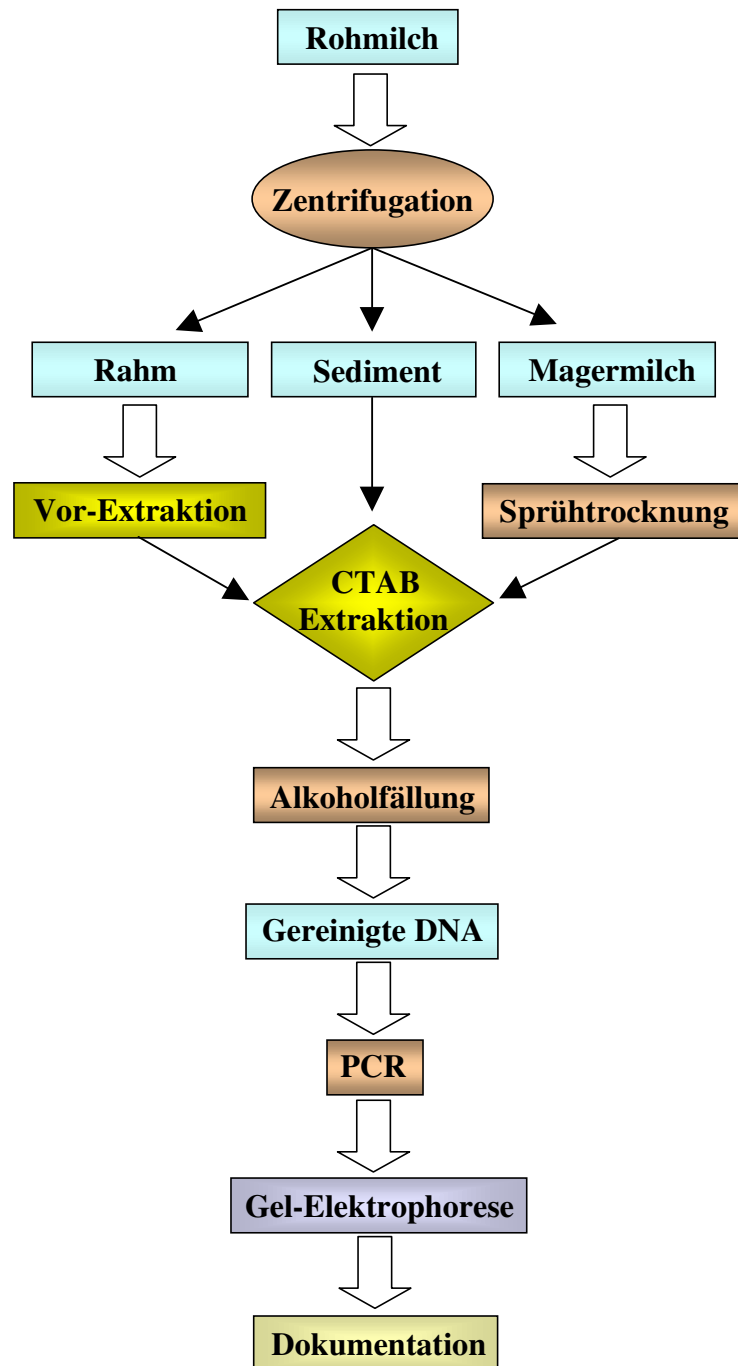 Rohmilch
Zentrifugation
Rahm
Sediment
Magermilch
Vor-Extraktion
Sprühtrocknung
CTAB
Extraktion
Alkoholfällung
Gereinigte DNA
PCR
Gel-Elektrophorese
Dokumentation